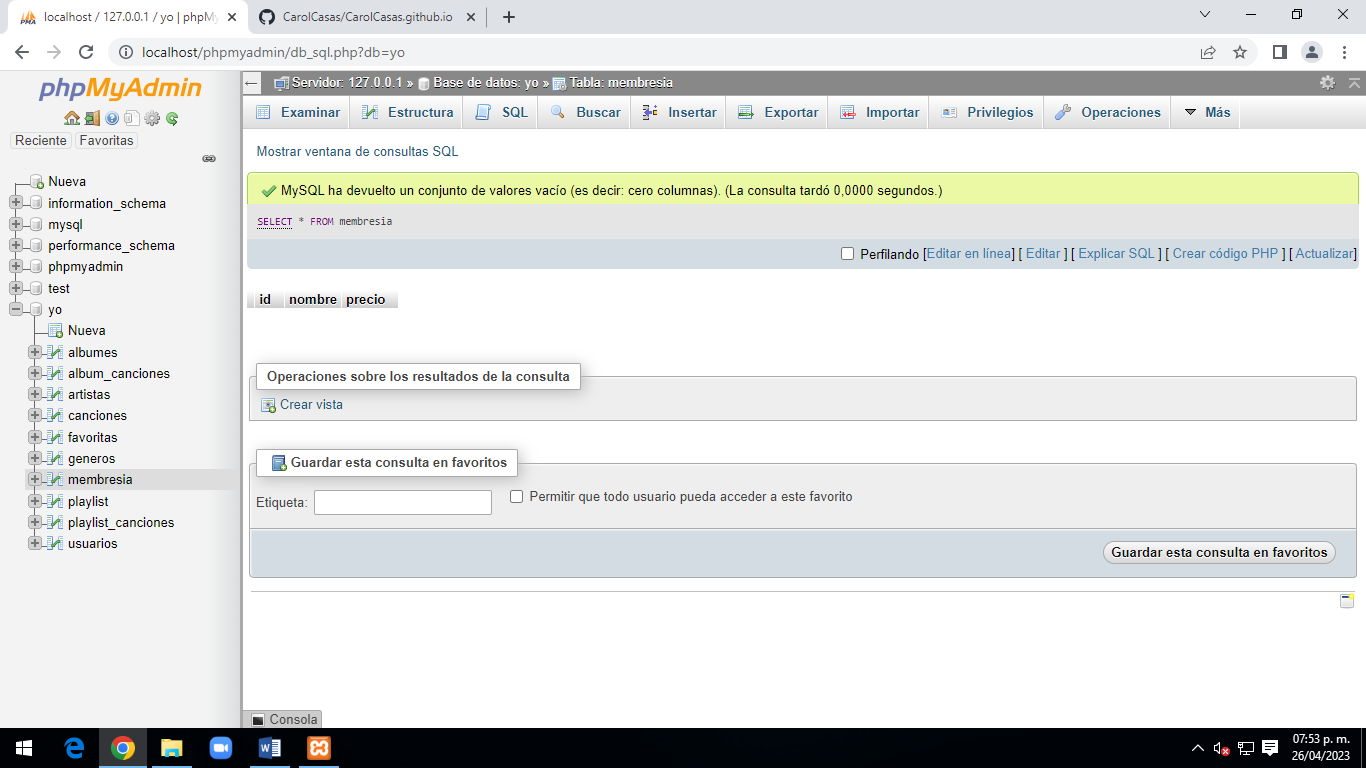 localhost / 127.0.0.1 / yo | phpMy
CarolCasas/CarolCasas.github.io
localhost/phpmyadmin/db_sql.php?db=yo
phpMyAdmin
Reciente Favoritas
Nueva
information_schema
mysql
performance_schema
phpmyadmin
test
yo
Nueva
albumes
album_canciones
artistas
canciones
favoritas
generos
membresia
playlist
playlist_canciones
usuarios
Servidor: 127.0.0.1 » Base de datos: yo » Tabla: membresia
Examinar Estructura SQL Buscar Insertar Exportar Importar Privilegios Operaciones Más
Mostrar ventana de consultas SQL
MySQL ha devuelto un conjunto de valores vacío (es decir: cero columnas). (La consulta tardó 0,0000 segundos.)
SELECT * FROM membresia
Perfilando [Editar en línea] [ Editar ] [ Explicar SQL ] [ Crear código PHP ] [ Actualizar]
id nombre precio
Operaciones sobre los resultados de la consulta
Crear vista
Guardar esta consulta en favoritos
Etiqueta: Permitir que todo usuario pueda acceder a este favorito
Guardar esta consulta en favoritos
Consola
07:53 p. m.
26/04/2023